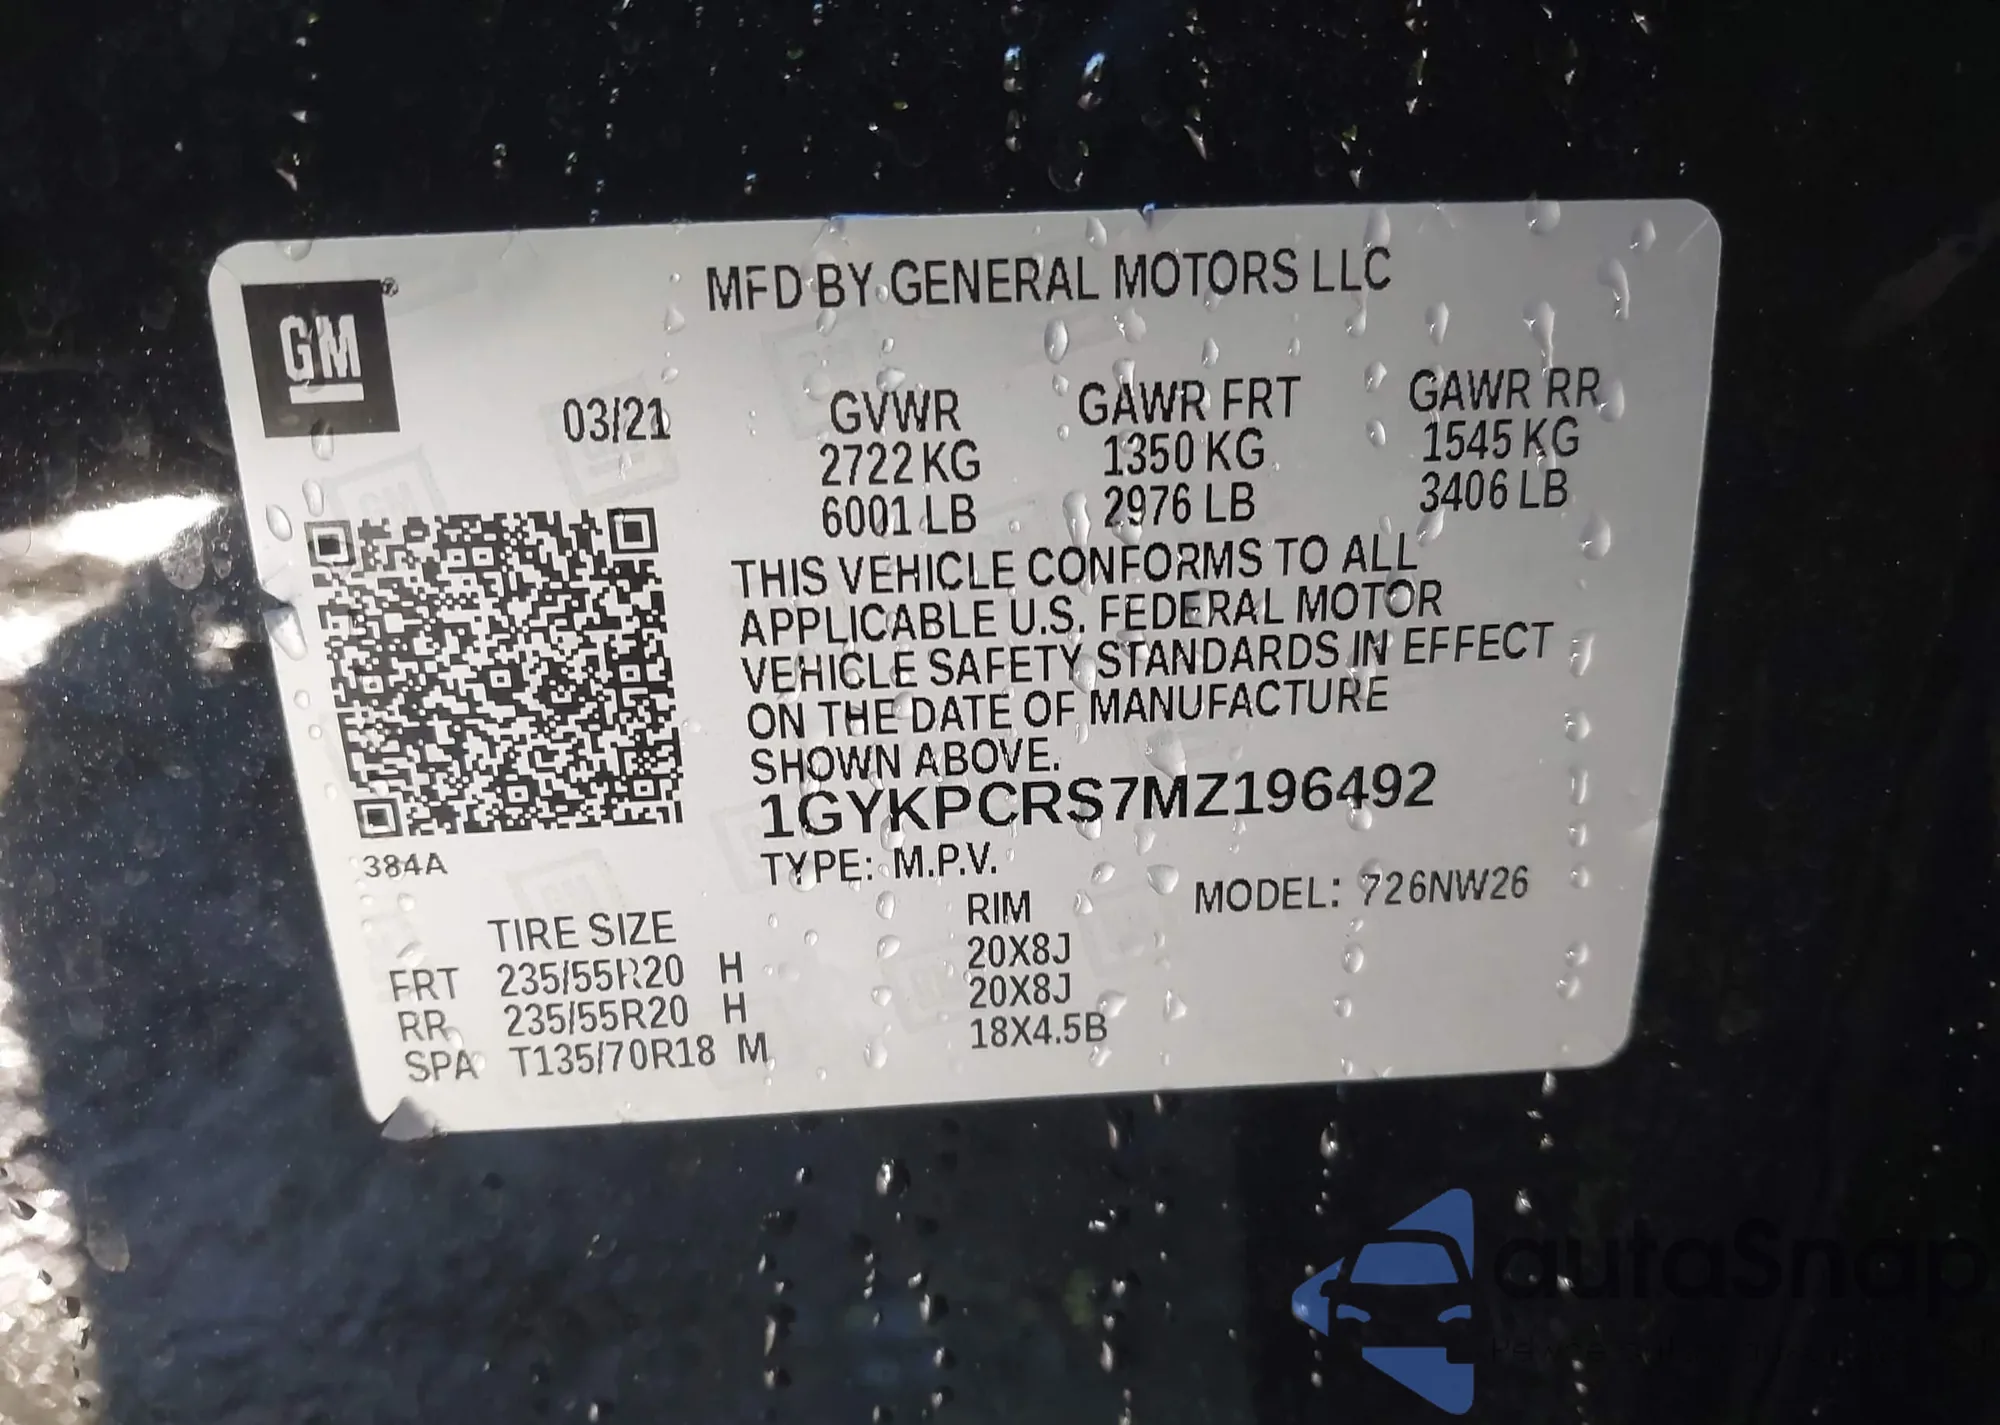 GM
MFD BY GENERAL MOTORS LLC
03/21 GVWR GAWR FRT GAWR RR
2722 KG 1350 KG 1545 KG
6001 LB 2976 LB 3406 LB
THIS VEHICLE CONFORMS TO ALL
APPLICABLE U.S. FEDERAL MOTOR
VEHICLE SAFETY STANDARDS IN EFFECT
ON THE DATE OF MANUFACTURE
SHOWN ABOVE.
1GYKPCRS7MZ196492
384A
TYPE: M.P.V. MODEL: 726NW26
TIRE SIZE RIM
FRT 235/55R20 H 20X8J
RR 235/55R20 H 20X8J
SPA T135/70R18 M 18X4.5B
autaSnap